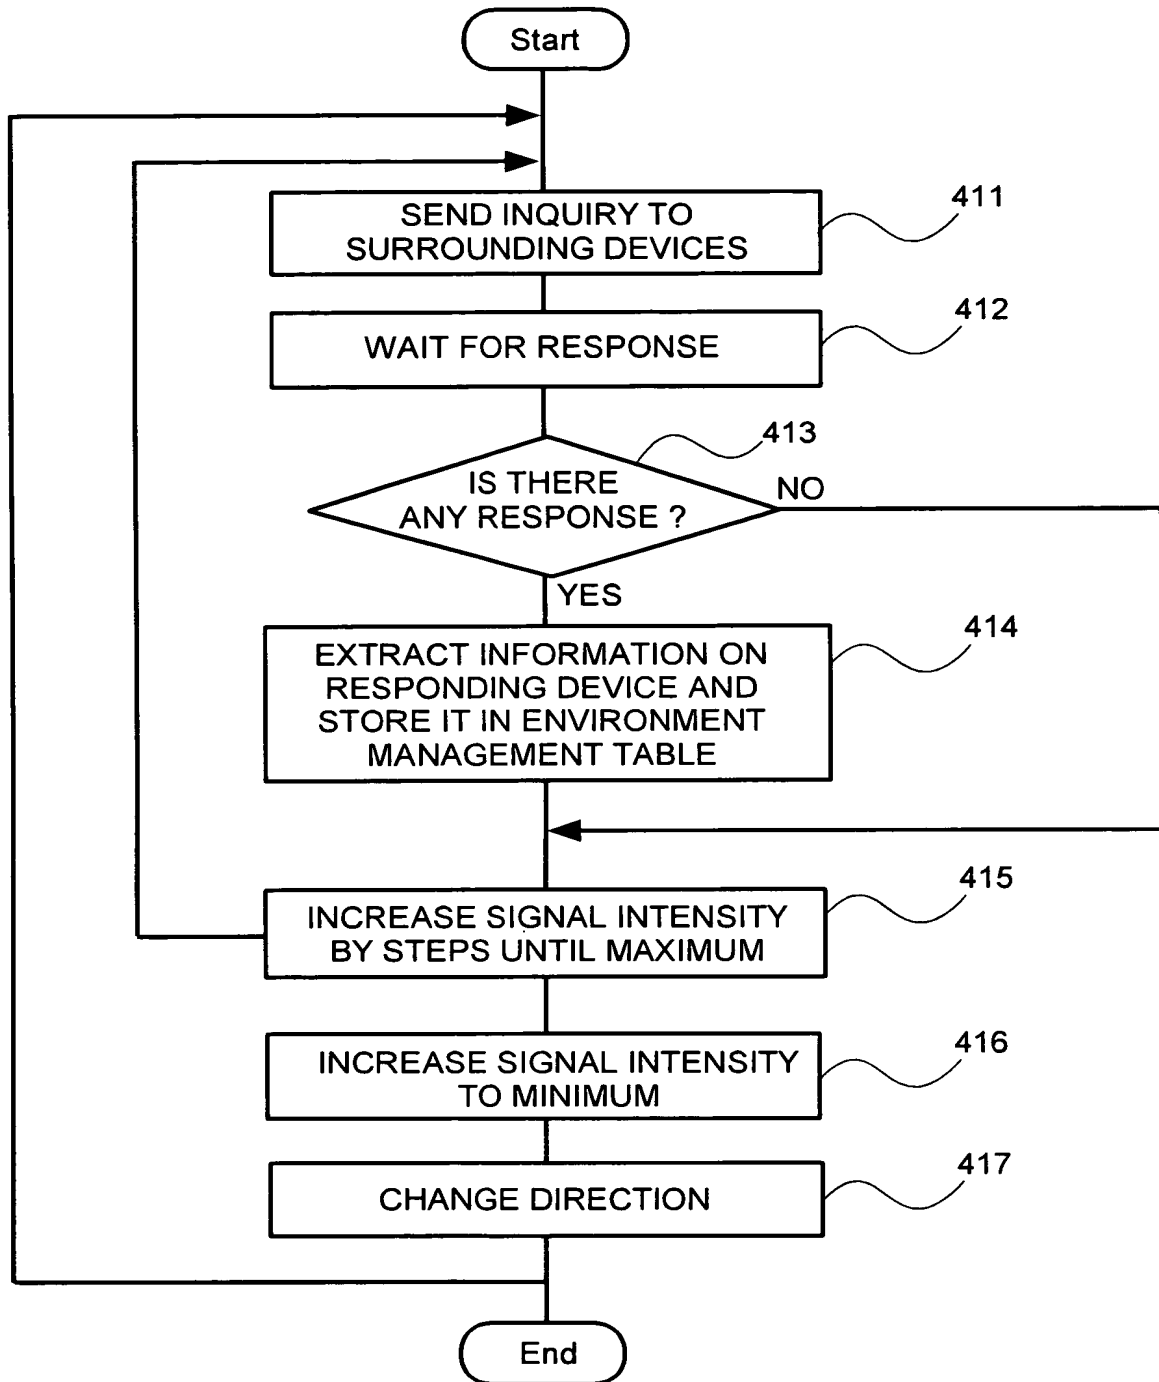 Start
SEND INQUIRY TO
SURROUNDING DEVICES
411
WAIT FOR RESPONSE
412
413
IS THERE
ANY RESPONSE ?
NO
YES
EXTRACT INFORMATION ON
RESPONDING DEVICE AND
STORE IT IN ENVIRONMENT
MANAGEMENT TABLE
414
INCREASE SIGNAL INTENSITY
BY STEPS UNTIL MAXIMUM
415
INCREASE SIGNAL INTENSITY
TO MINIMUM
416
CHANGE DIRECTION
417
End